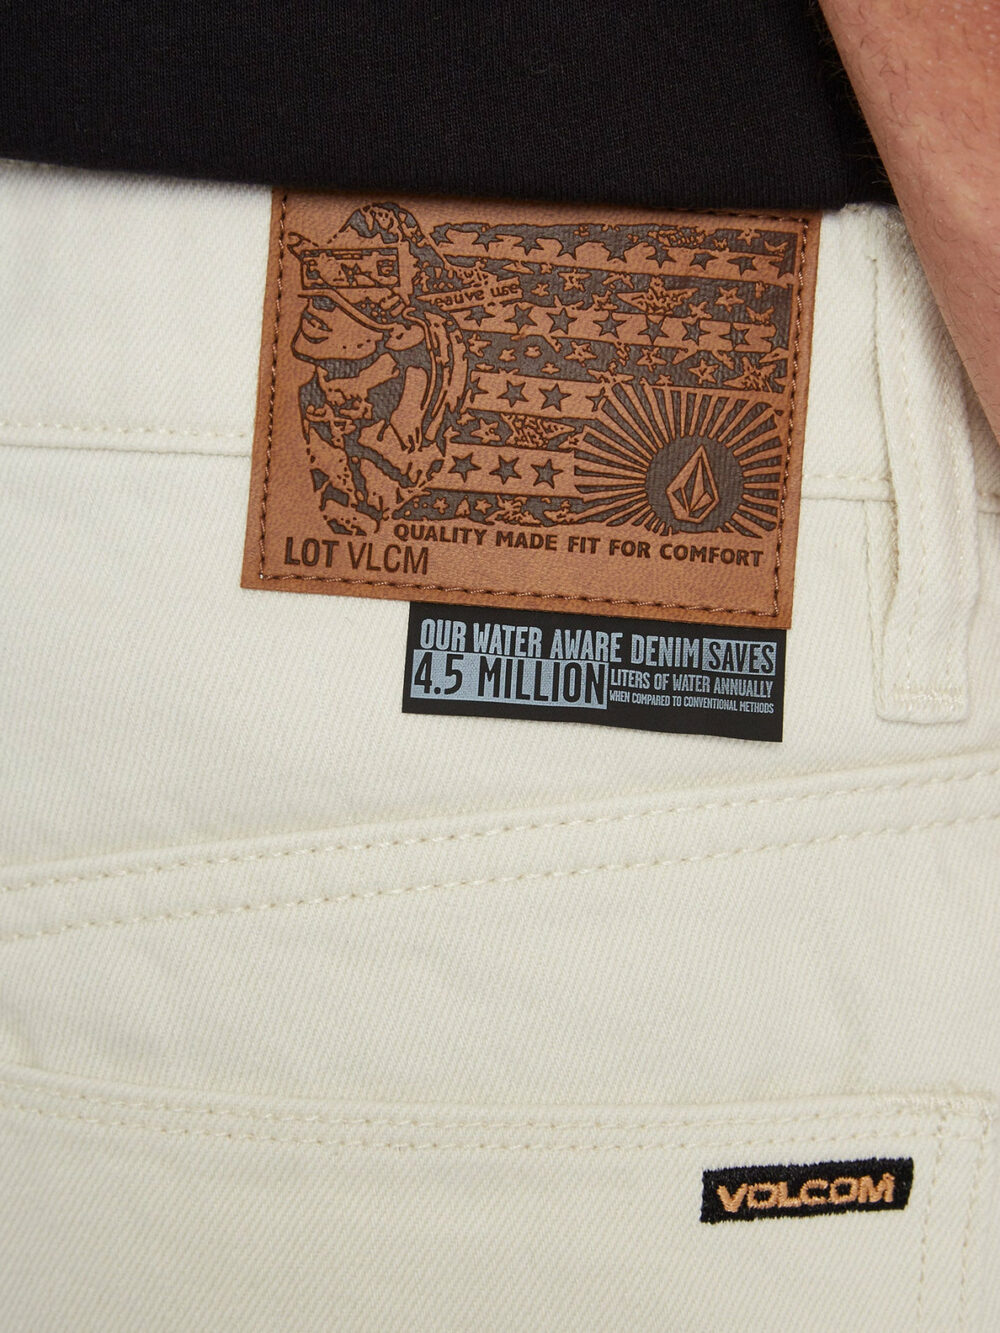 QUALITY MADE FIT FOR COMFORT
LOT VLCM
OUR WATER AWARE DENIM SAVES
4.5 MILLION
LITERS OF WATER ANNUALLY
WHEN COMPARED TO CONVENTIONAL METHODS
VOLCOM